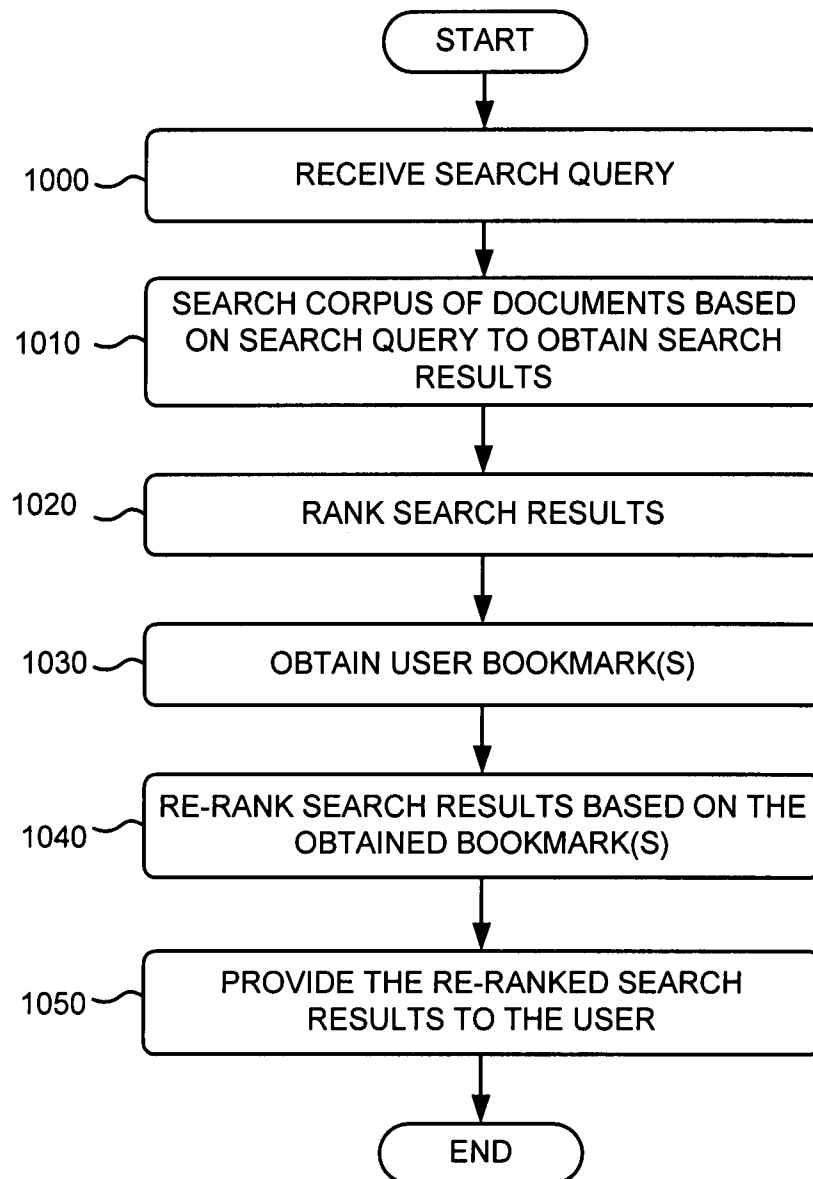 START
1000
RECEIVE SEARCH QUERY
1010
SEARCH CORPUS OF DOCUMENTS BASED
ON SEARCH QUERY TO OBTAIN SEARCH
RESULTS
1020
RANK SEARCH RESULTS
1030
OBTAIN USER BOOKMARK(S)
1040
RE-RANK SEARCH RESULTS BASED ON THE
OBTAINED BOOKMARK(S)
1050
PROVIDE THE RE-RANKED SEARCH
RESULTS TO THE USER
END